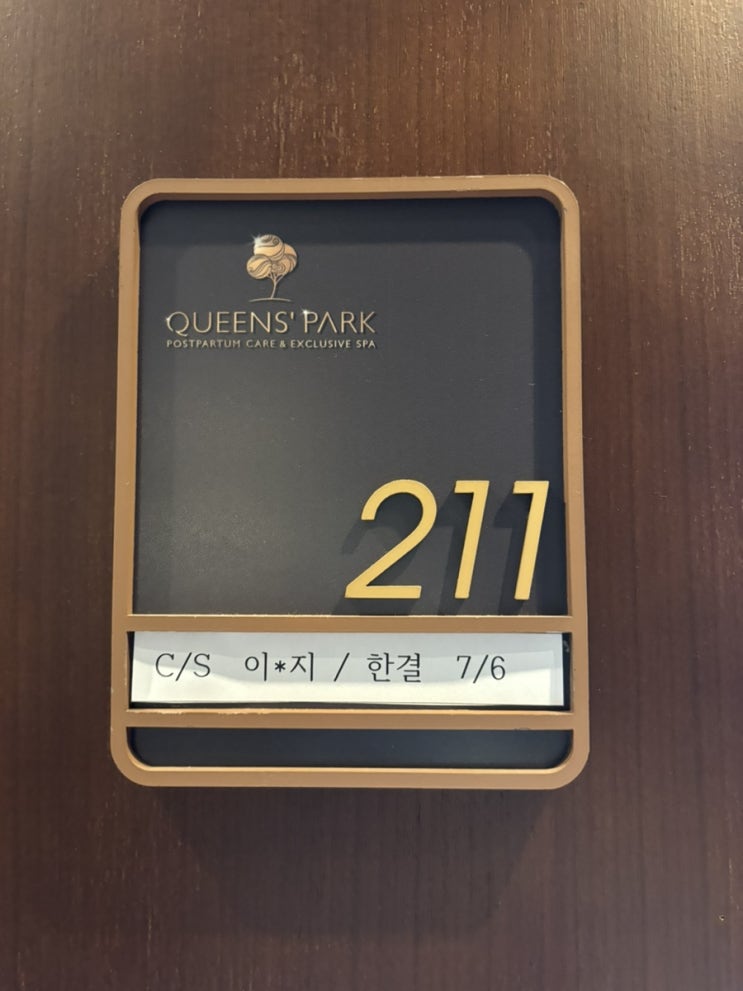 QUEENS' PARK
POSTPARTUM CARE & EXCLUSIVE SPA
211
C/S 이*지 / 한결 7/6